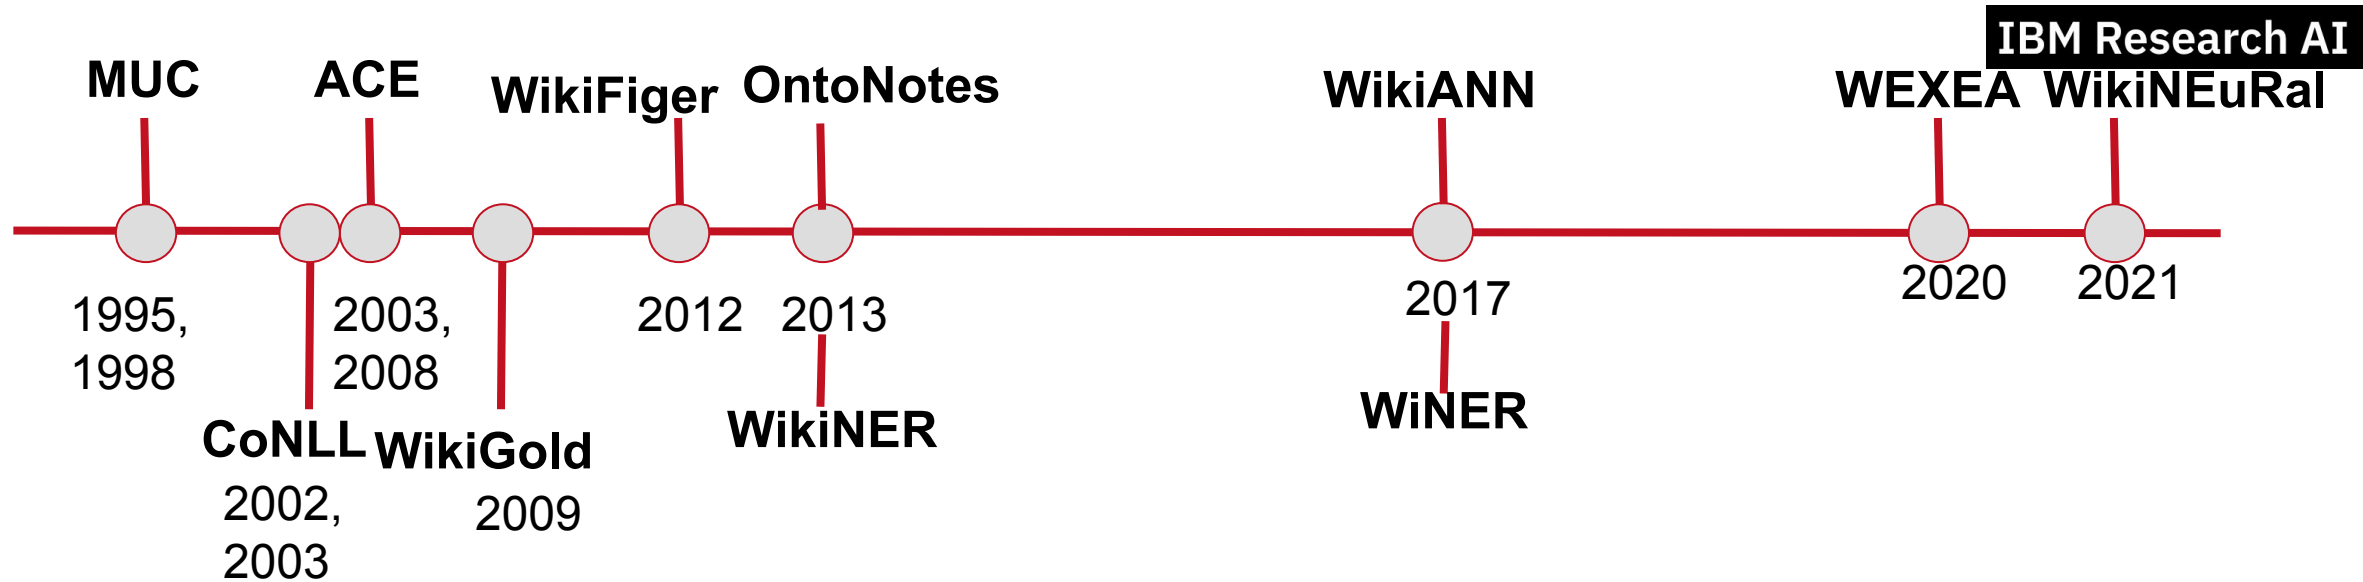 IBM Research AI
MUC
ACE
WikiFiger
OntoNotes
WikiANN
WEXEA
WikiNEuRal
1995,
1998
2003,
2008
2012
2013
2017
2020
2021
CoNLL
2002,
2003
WikiGold
2009
WikiNER
WiNER